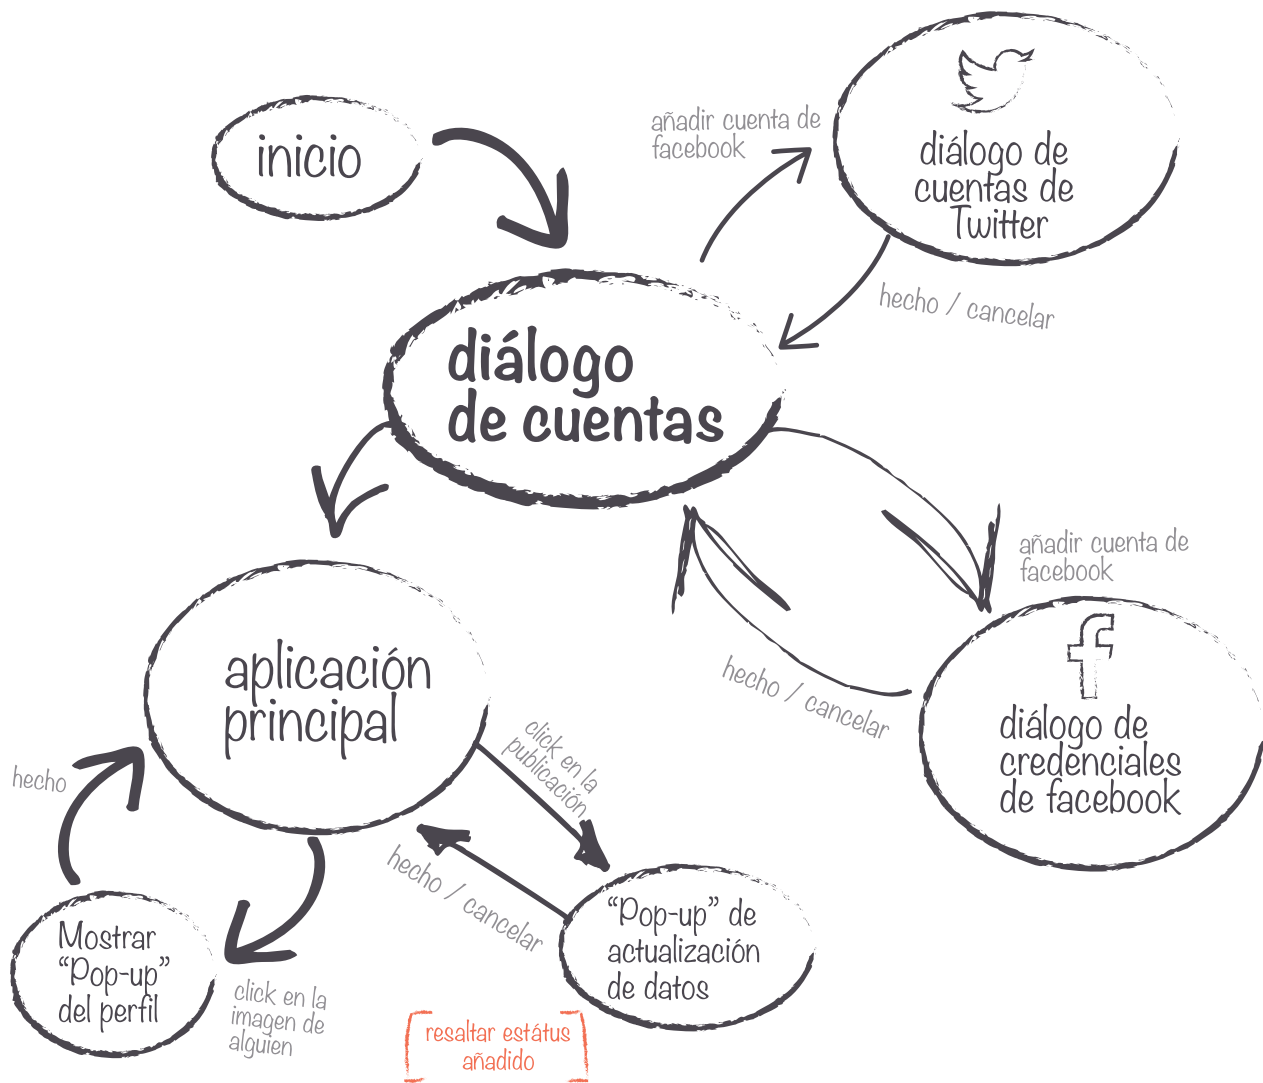 inicio
añadir cuenta de
facebook
diálogo de
cuentas de
Twitter
hecho / cancelar
diálogo
de cuentas
añadir cuenta de
facebook
hecho / cancelar
diálogo de
credenciales
de facebook
aplicación
principal
click en la
publicación
hecho
hecho / cancelar
Mostrar
“Pop-up”
del perfil
click en la
imagen de
alguien
“Pop-up” de
actualización
de datos
resaltar estátus
añadido